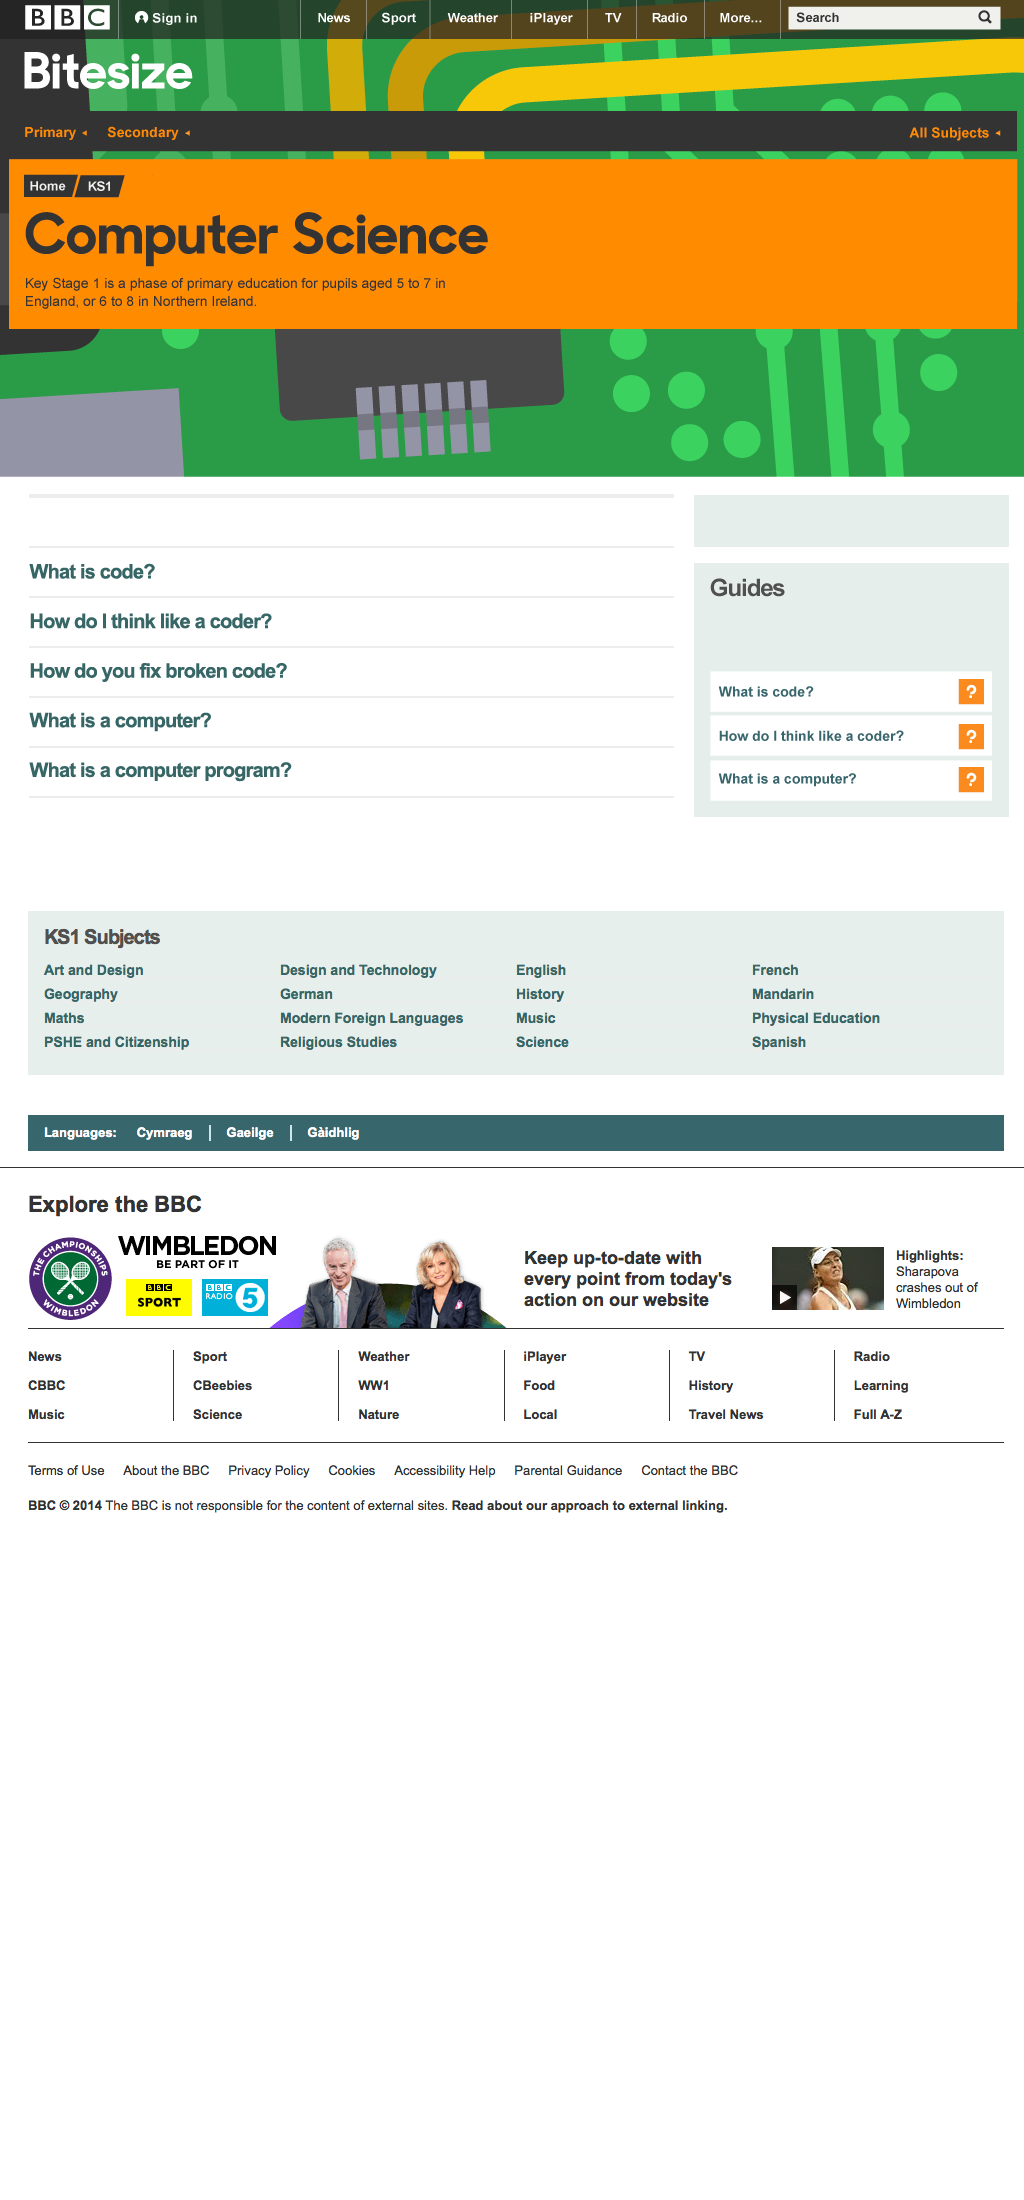 BBC Sign in News Sport Weather iPlayer TV Radio More... Search
Bitesize
Primary Secondary All Subjects
Home KS1
Computer Science
Key Stage 1 is a phase of primary education for pupils aged 5 to 7 in
England, or 6 to 8 in Northern Ireland.
What is code?
How do I think like a coder?
How do you fix broken code?
What is a computer?
What is a computer program?
Guides
What is code? ?
How do I think like a coder? ?
What is a computer? ?
KS1 Subjects
Art and Design Design and Technology English French
Geography German History Mandarin
Maths Modern Foreign Languages Music Physical Education
PSHE and Citizenship Religious Studies Science Spanish
Languages: Cymraeg Gaeilge Gàidhlig
Explore the BBC
THE CHAMPIONSHIPS
WIMBLEDON
WIMBLEDON
BE PART OF IT
BBC
SPORT
BBC
RADIO 5
Keep up-to-date with
every point from today's
action on our website
Highlights:
Sharapova
crashes out of
Wimbledon
News Sport Weather iPlayer TV Radio
CBBC CBeebies WW1 Food History Learning
Music Science Nature Local Travel News Full A-Z
Terms of Use About the BBC Privacy Policy Cookies Accessibility Help Parental Guidance Contact the BBC
BBC © 2014 The BBC is not responsible for the content of external sites. Read about our approach to external linking.